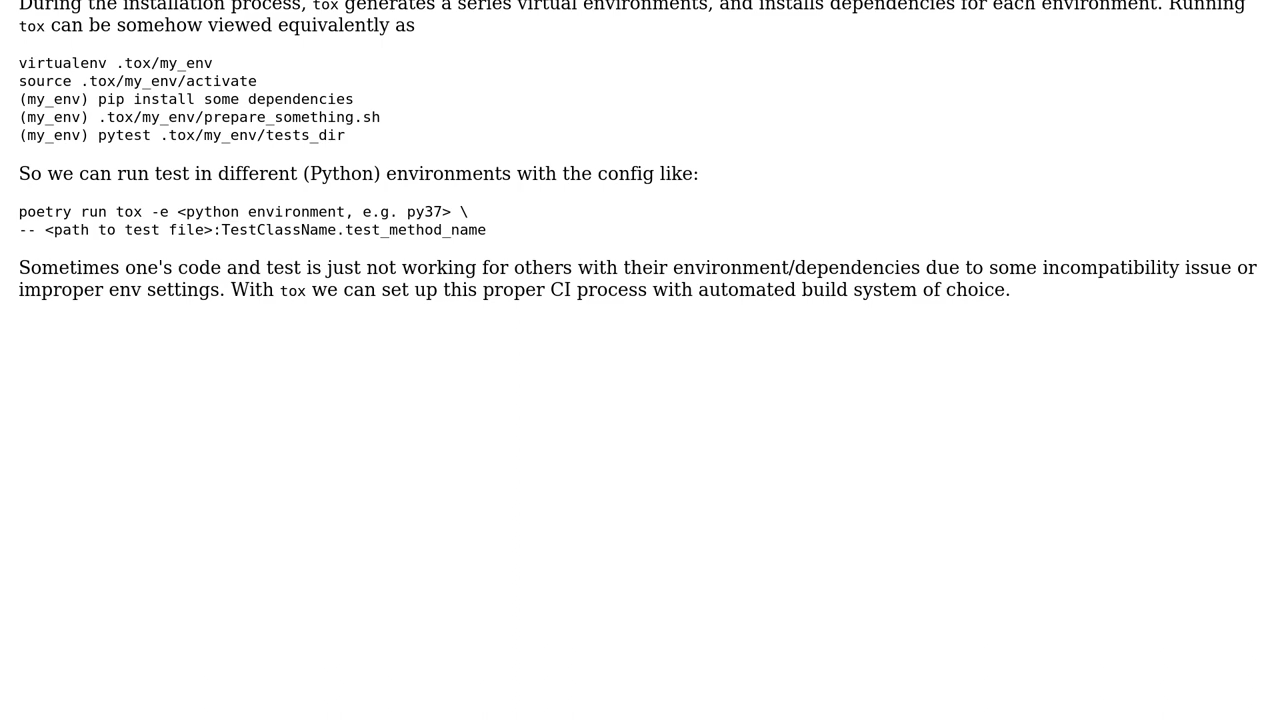 During the installation process, tox generates a series virtual environments, and installs dependencies for each environment. Running
tox can be somehow viewed equivalently as
virtualenv .tox/my_env
source .tox/my_env/activate
(my_env) pip install some dependencies
(my_env) .tox/my_env/prepare_something.sh
(my_env) pytest .tox/my_env/tests_dir
So we can run test in different (Python) environments with the config like:
poetry run tox -e <python environment, e.g. py37> \
-- <path to test file>:TestClassName.test_method_name
Sometimes one's code and test is just not working for others with their environment/dependencies due to some incompatibility issue or
improper env settings. With tox we can set up this proper CI process with automated build system of choice.